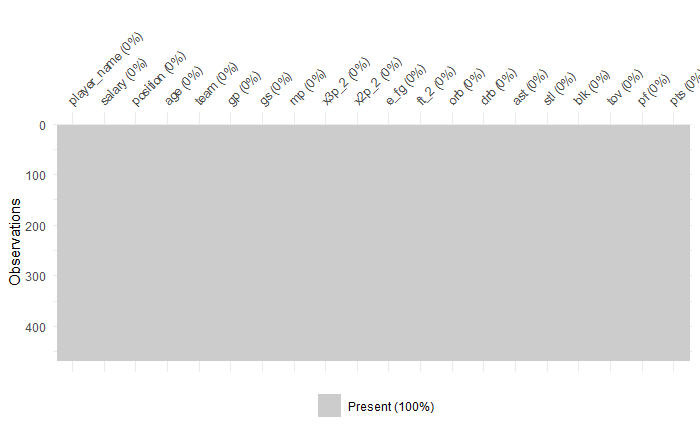 player_name (0%)
salary (0%)
position (0%)
age (0%)
team (0%)
gp (0%)
gs (0%)
mp (0%)
x3p_2 (0%)
x2p_2 (0%)
e_fg (0%)
ft_2 (0%)
orb (0%)
drb (0%)
ast (0%)
stl (0%)
blk (0%)
tov (0%)
pf (0%)
pts (0%)
0
100
200
300
400
Observations
Present (100%)